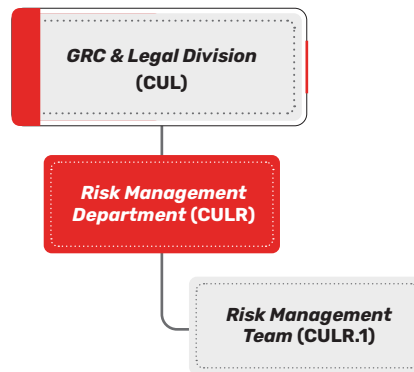 GRC & Legal Division
(CUL)
Risk Management
Department (CULR)
Risk Management
Team (CULR.1)